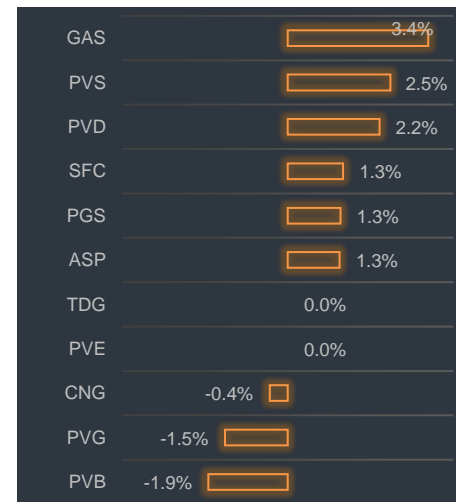 GAS 3.4%
PVS 2.5%
PVD 2.2%
SFC 1.3%
PGS 1.3%
ASP 1.3%
TDG 0.0%
PVE 0.0%
CNG -0.4%
PVG -1.5%
PVB -1.9%